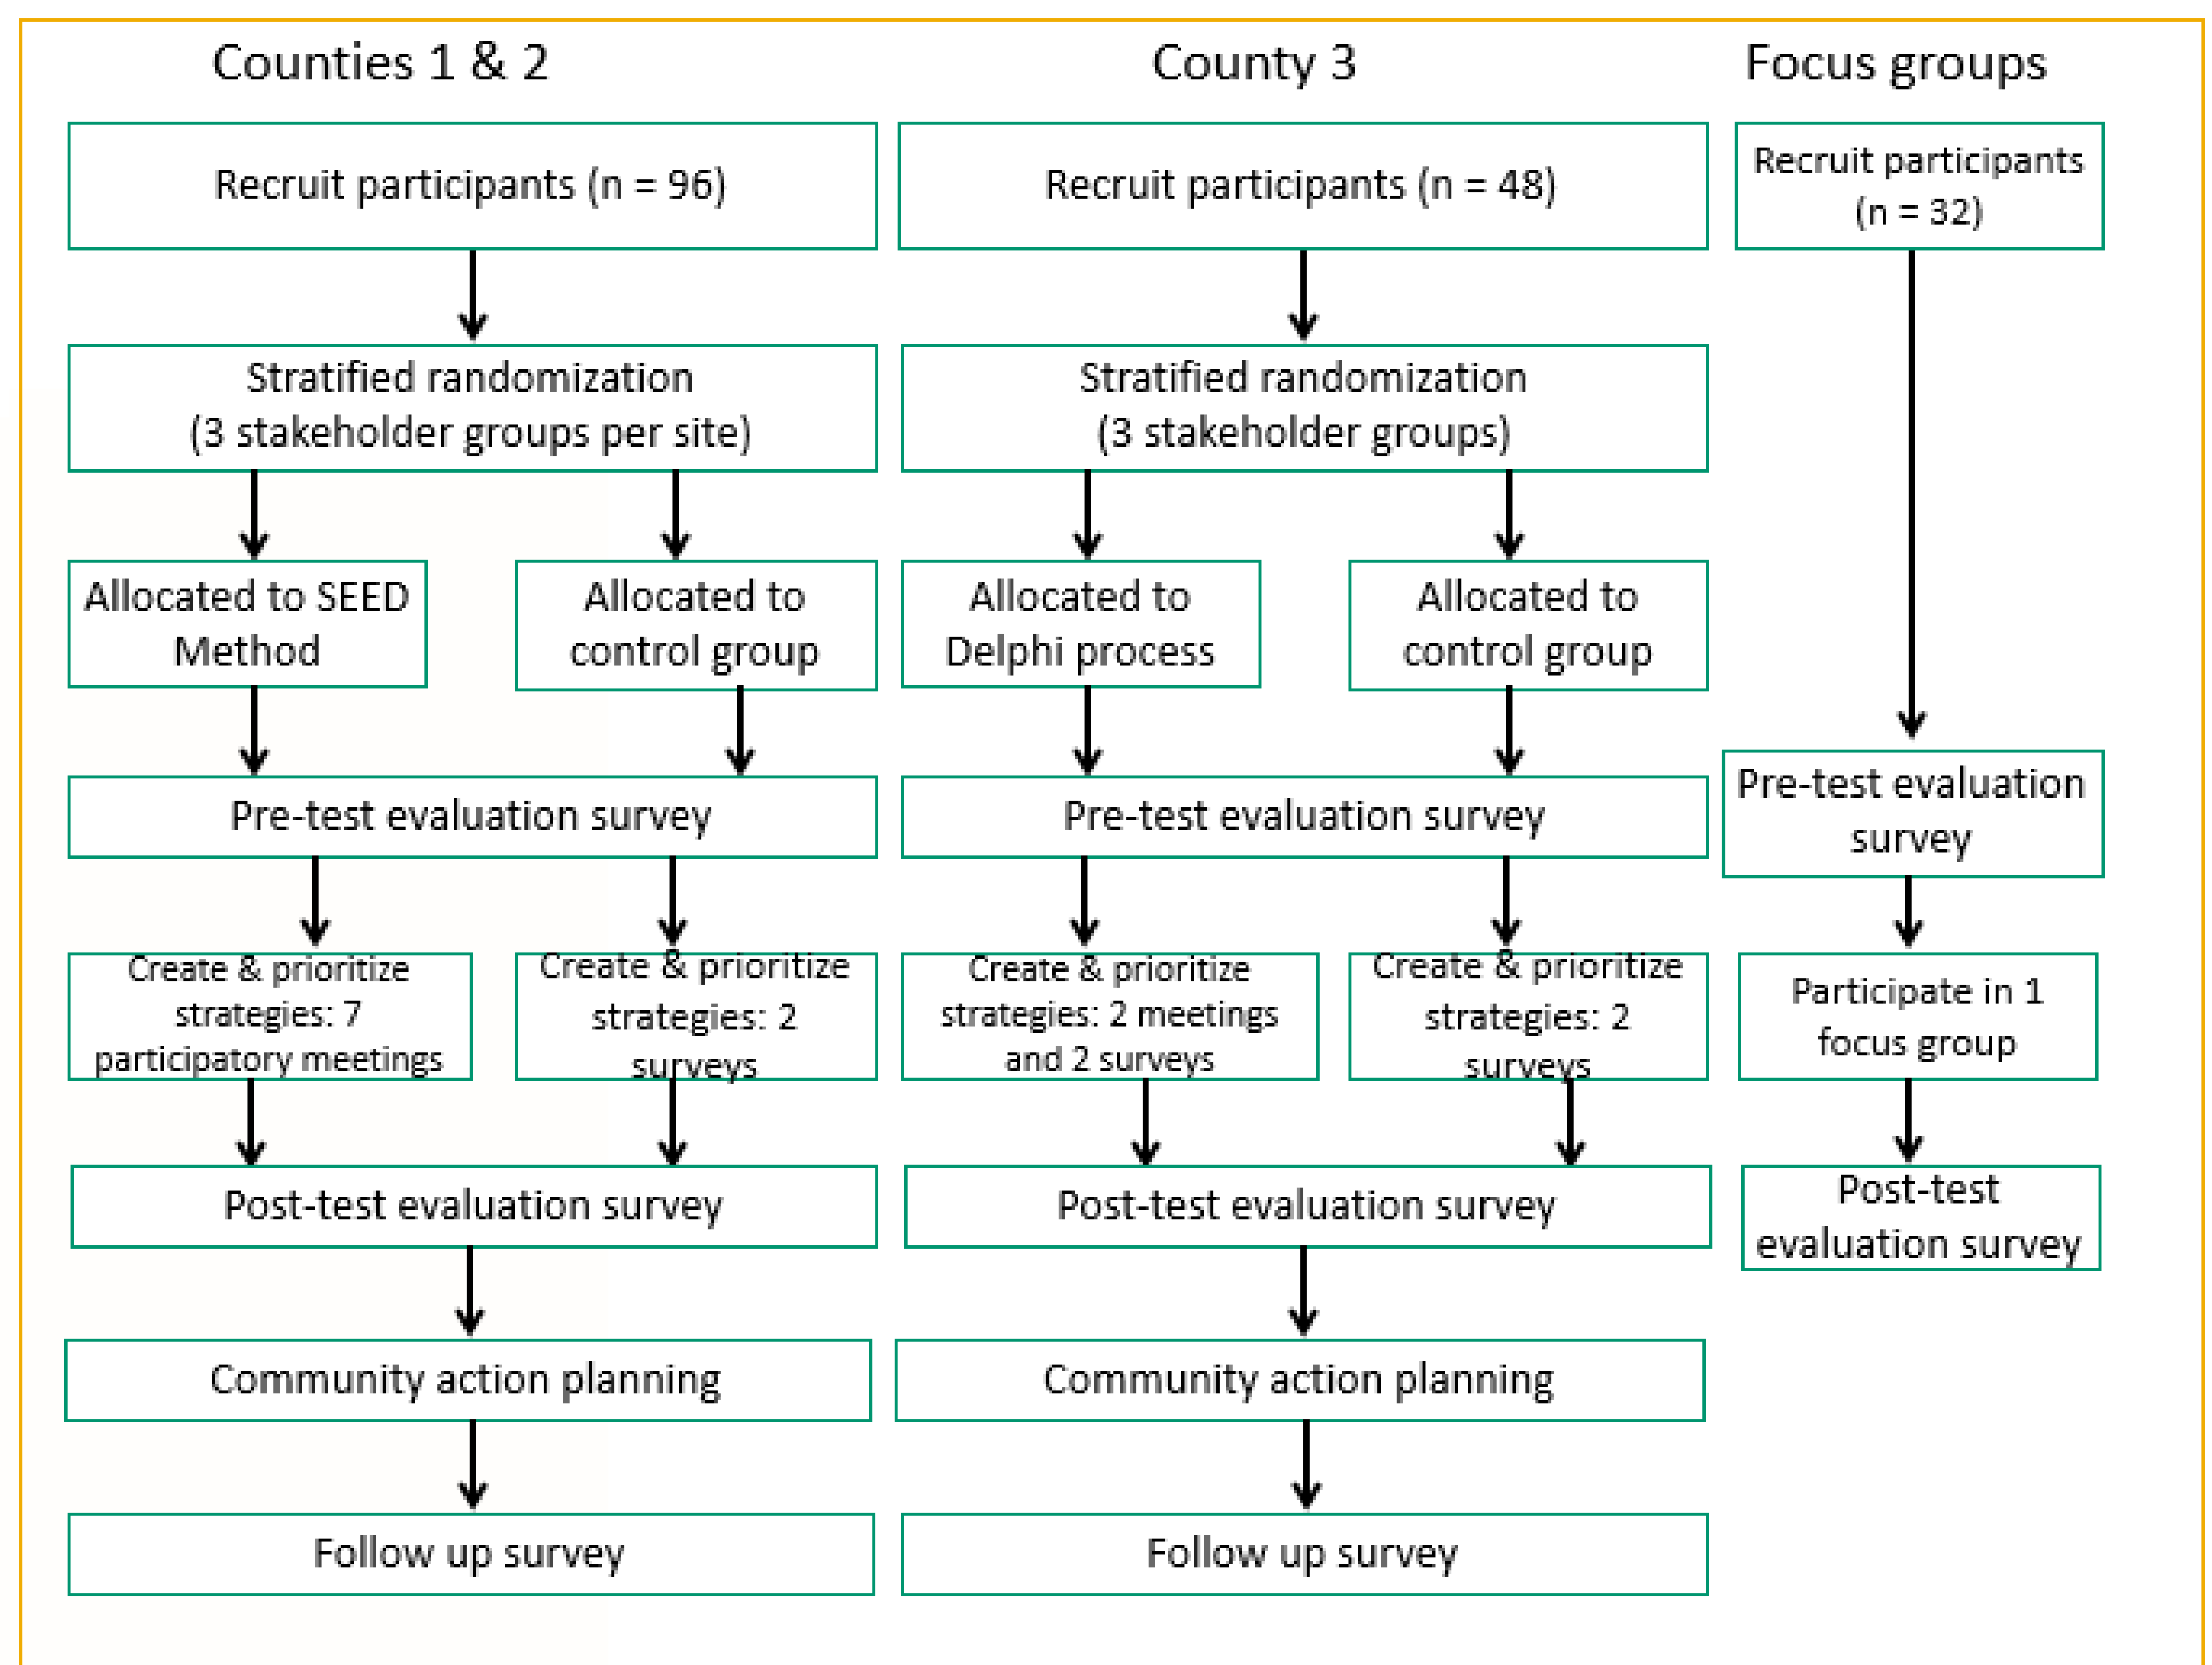 Counties 1 & 2
County 3
Focus groups
Recruit participants (n = 96)
Recruit participants (n = 48)
Recruit participants
(n = 32)
Stratified randomization
(3 stakeholder groups per site)
Stratified randomization
(3 stakeholder groups)
Allocated to SEED
Method
Allocated to
control group
Allocated to
Delphi process
Allocated to
control group
Pre-test evaluation survey
Pre-test evaluation survey
Pre-test evaluation
survey
Create & prioritize
strategies: 7
participatory meetings
Create & prioritize
strategies: 2
surveys
Create & prioritize
strategies: 2 meetings
and 2 surveys
Create & prioritize
strategies: 2
surveys
Participate in 1
focus group
Post-test evaluation survey
Post-test evaluation survey
Post-test
evaluation survey
Community action planning
Community action planning
Follow up survey
Follow up survey